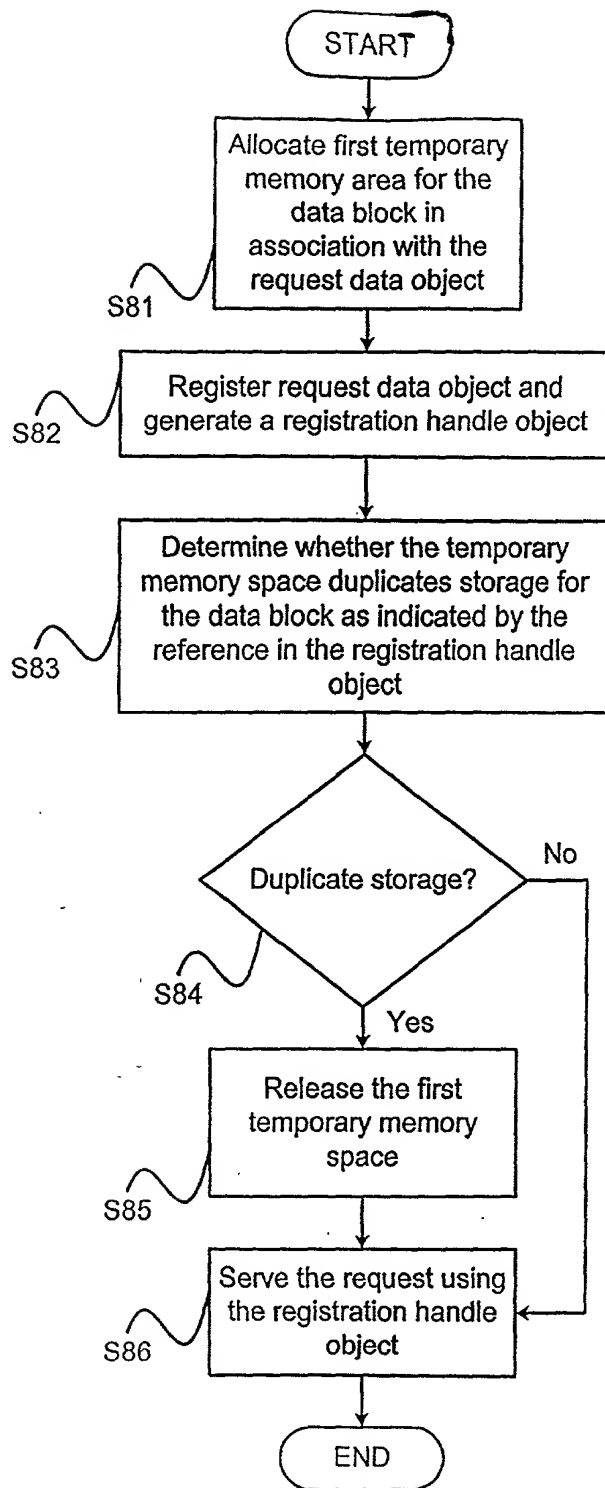 START
Allocate first temporary
memory area for the
data block in
association with the
request data object
S81
Register request data object and
generate a registration handle object
S82
Determine whether the temporary
memory space duplicates storage for
the data block as indicated by the
reference in the registration handle
object
S83
Duplicate storage?
No
S84
Yes
Release the first
temporary memory
space
S85
Serve the request using
the registration handle
object
S86
END